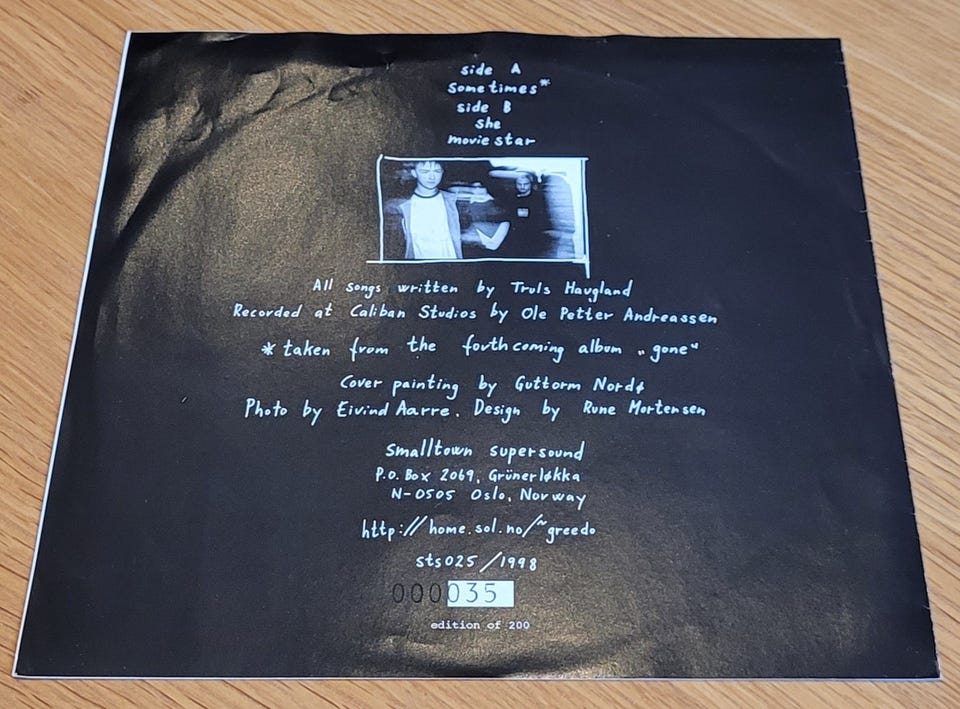 side A
sometimes*
side B
she
movie star
All songs written by Truls Haugland
Recorded at Caliban Studios by Ole Petter Andreassen
* taken from the forthcoming album „gone“
Cover painting by Guttorm Nordø
Photo by Eivind Aarre. Design by Rune Mortensen
smalltown supersound
P.o. Box 2069, Grünerløkka
N-0505 Oslo, Norway
http://home.sol.no/~greedo
sts025/1998
000035
edition of 200